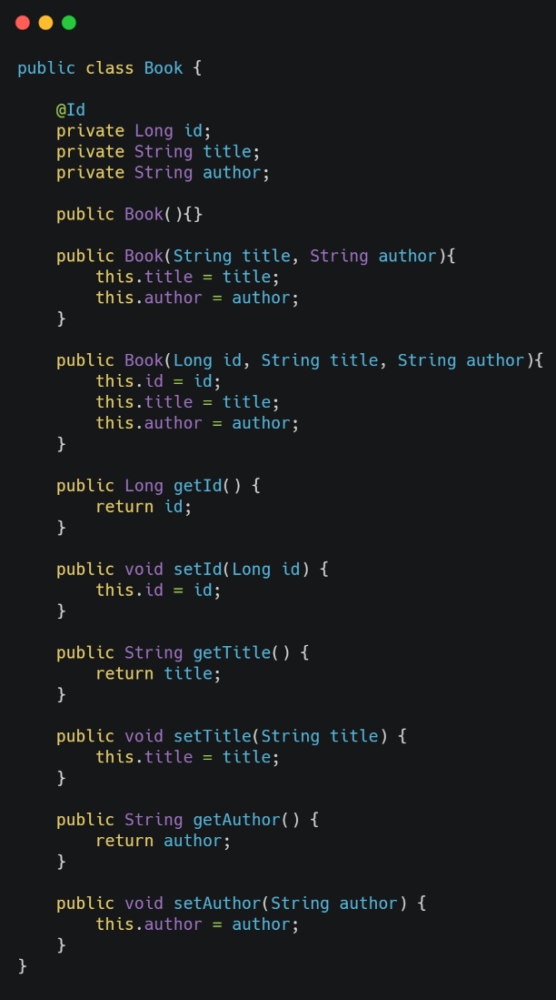 public class Book {
    @Id
    private Long id;
    private String title;
    private String author;
    public Book(){}
    public Book(String title, String author){
        this.title = title;
        this.author = author;
    }
    public Book(Long id, String title, String author){
        this.id = id;
        this.title = title;
        this.author = author;
    }
    public Long getId() {
        return id;
    }
    public void setId(Long id) {
        this.id = id;
    }
    public String getTitle() {
        return title;
    }
    public void setTitle(String title) {
        this.title = title;
    }
    public String getAuthor() {
        return author;
    }
    public void setAuthor(String author) {
        this.author = author;
    }
}